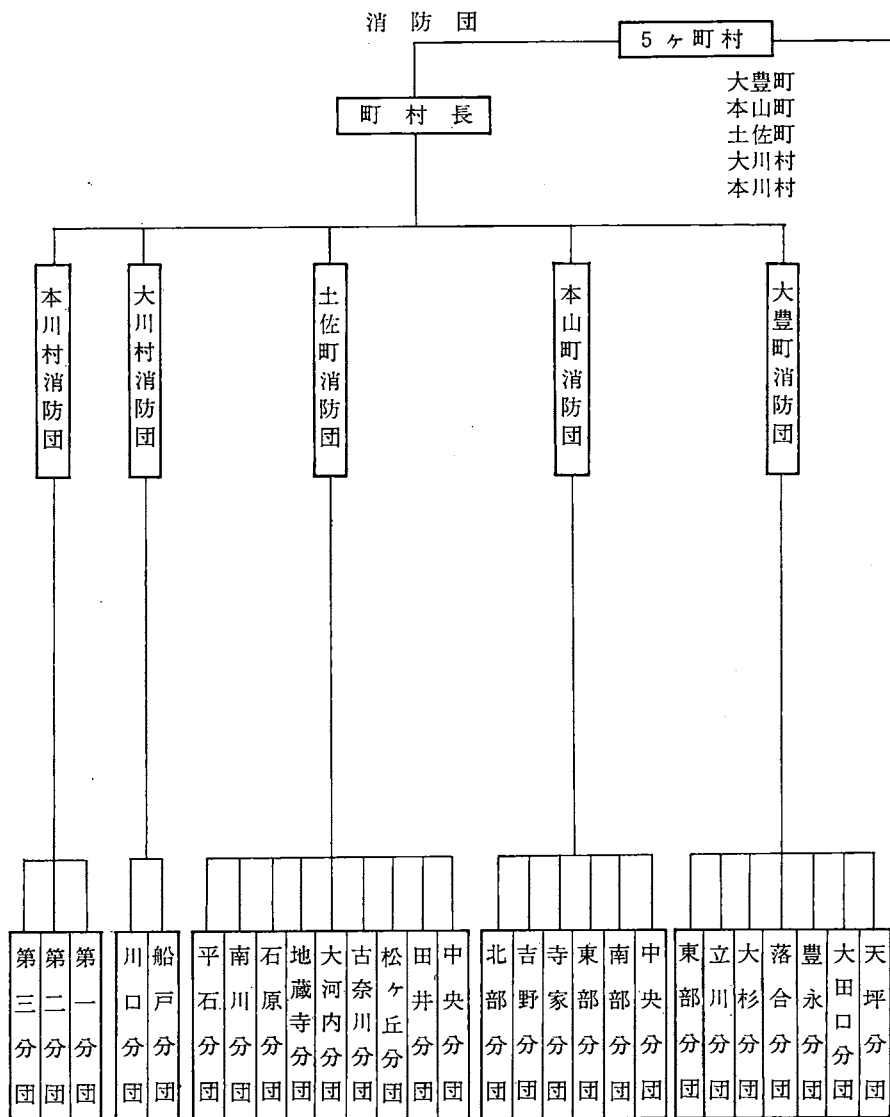 消防団
5ヶ町村
大豊町
本山町
土佐町
大川村
本川村
町村長
本川村消防団
大川村消防団
土佐町消防団
本山町消防団
大豊町消防団
第三分団
第二分団
第一分団
川口分団
船戸分団
平石分団
南川分団
石原分団
地蔵寺分団
大河内分団
古奈川分団
松ヶ丘分団
田井分団
中央分団
北部分団
吉野分団
寺家分団
東部分団
南部分団
中央分団
東部分団
立川分団
大杉分団
落合分団
豊永分団
大田口分団
天坪分団